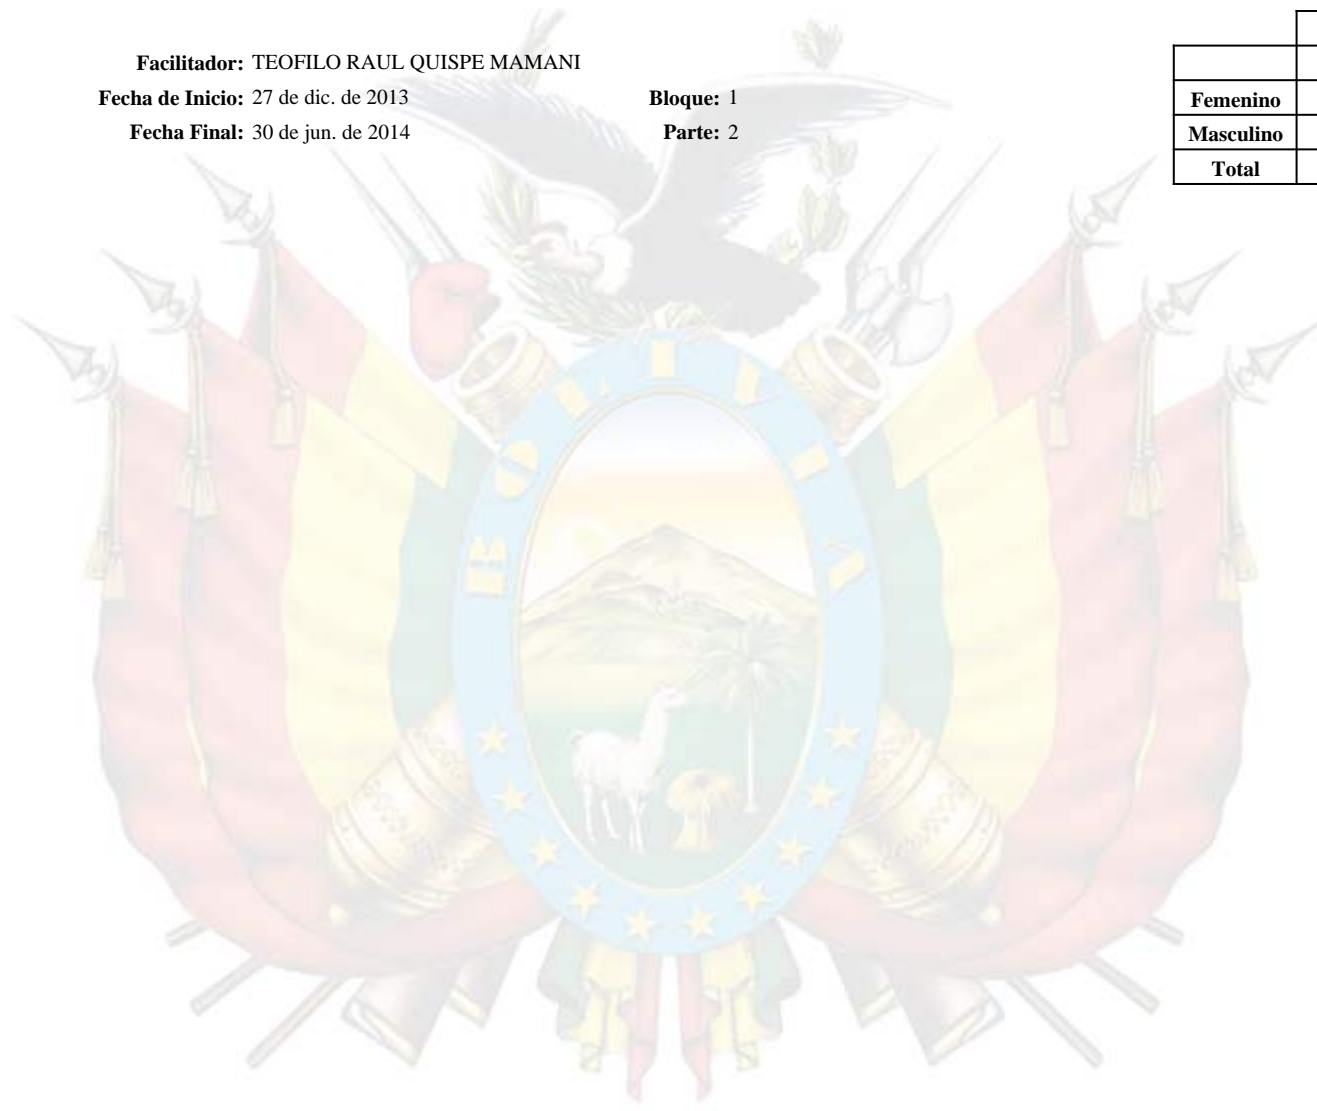 Facilitador: TEOFILO RAUL QUISPE MAMANI
Fecha de Inicio: 27 de dic. de 2013 Bloque: 1
Fecha Final: 30 de jun. de 2014 Parte: 2
Femenino
Masculino
Total
BOLIVIA